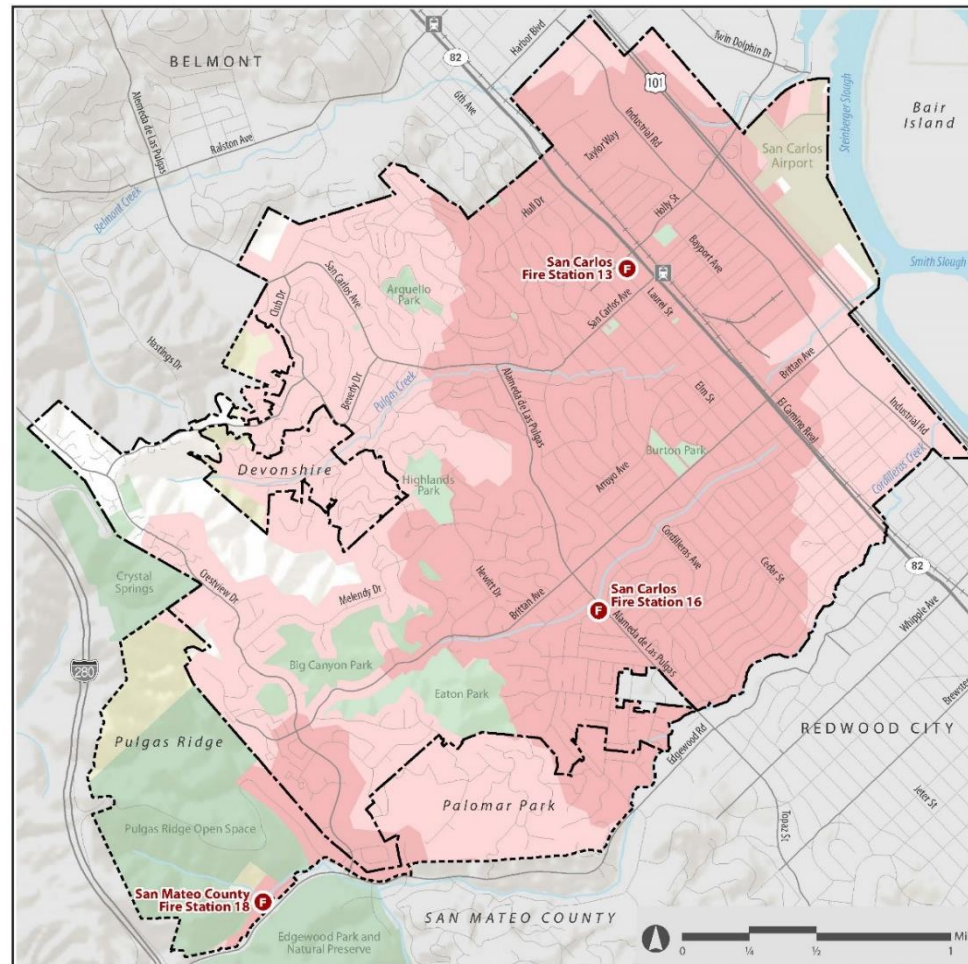 BELMONT
82
Harbor Blvd
Twin Dolphin Dr
101
Steinberger Slough
Bair
Island
Alameda de Las Pulgas
6th Ave
Ralston Ave
Industrial Rd
Taylor Way
San Carlos
Airport
Belmont Creek
Hull Dr
Holly St
Bayport Ave
Smith Slough
San Carlos
Fire Station 13
F
San Carlos Ave
Arguello
Park
Club Dr
San Carlos Ave
Laurel St
Hastings Dr
Beverly Dr
Pulgas Creek
Brittan Ave
Alameda de Las Pulgas
Elm St
El Camino Real
Industrial Rd
Devonshire
Highlands
Park
Burton Park
Arroyo Ave
Cordilleras Creek
Crystal
Springs
Crestview Dr
Melendy Dr
Hewitt Dr
Brittan Ave
Cordilleras Ave
Cedar St
82
San Carlos
Fire Station 16
F
Whipple Ave
Alameda de Las Pulgas
280
Big Canyon Park
Eaton Park
Edgewood Rd
REDWOOD CITY
Brewster
Pulgas Ridge
Palomar Park
Jeter St
Topaz St
Pulgas Ridge Open Space
San Mateo County
Fire Station 18
F
SAN MATEO COUNTY
Edgewood Park and
Natural Preserve
Mi
0 ¼ ½ 1